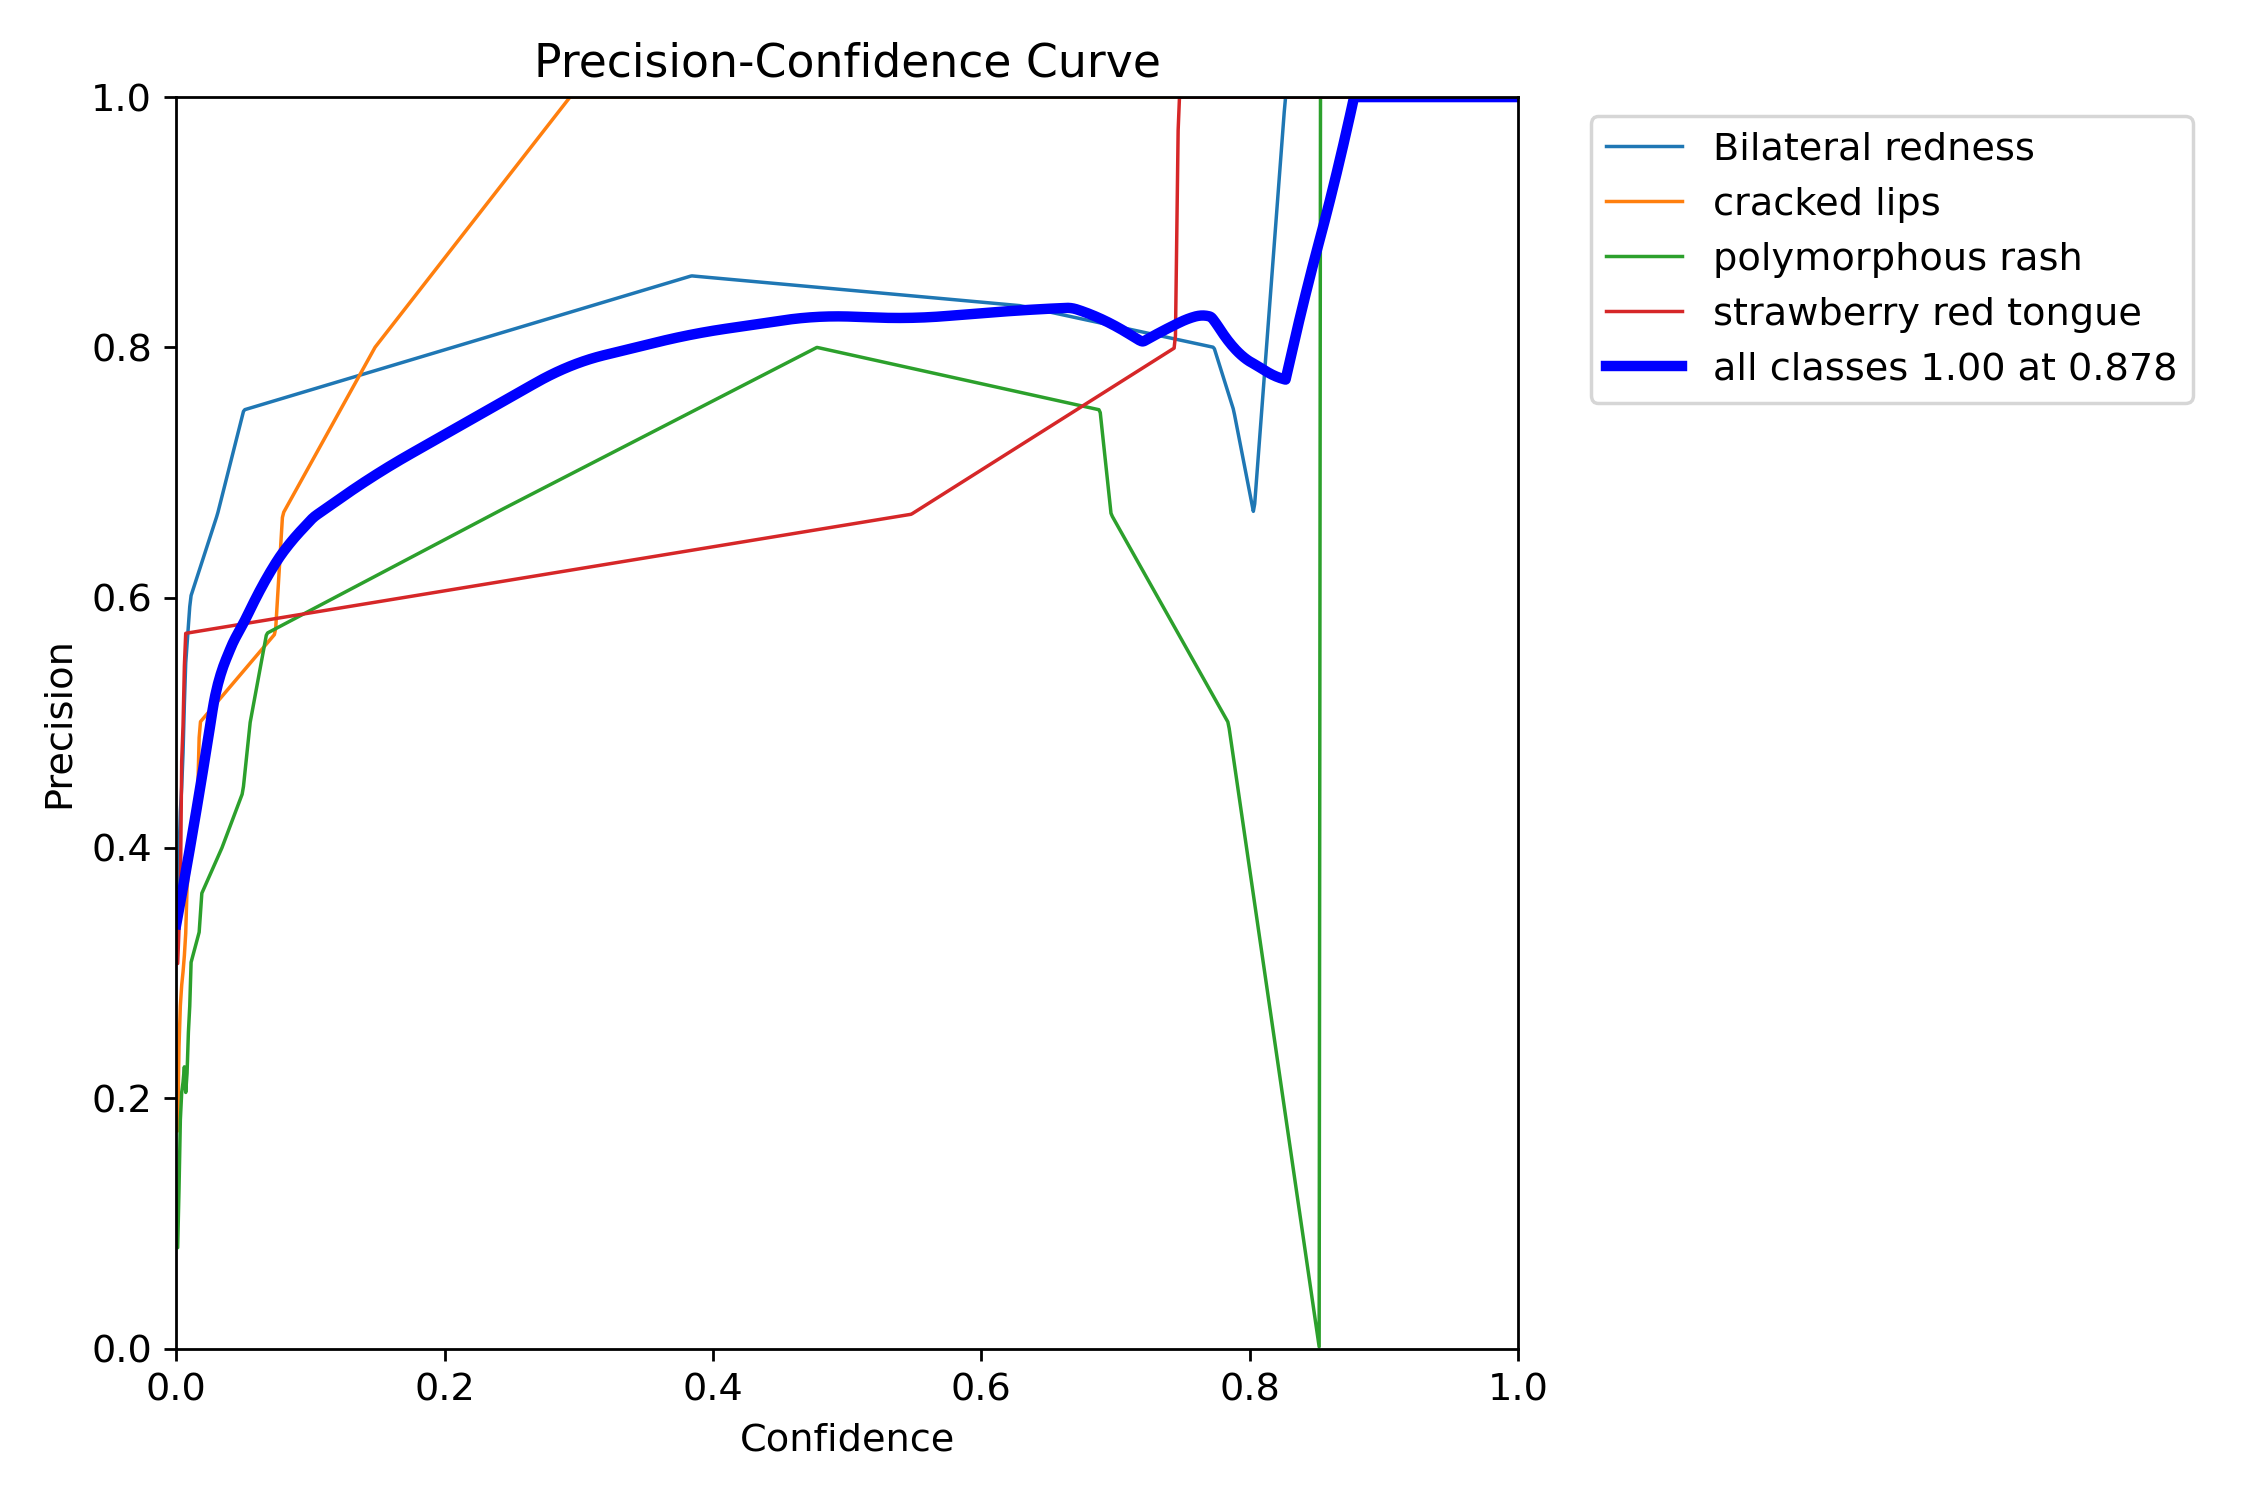 Precision-Confidence Curve
1.0
0.8
0.6
0.4
0.2
0.0
Precision
0.0 0.2 0.4 0.6 0.8 1.0
Confidence
Bilateral redness
cracked lips
polymorphous rash
strawberry red tongue
all classes 1.00 at 0.878